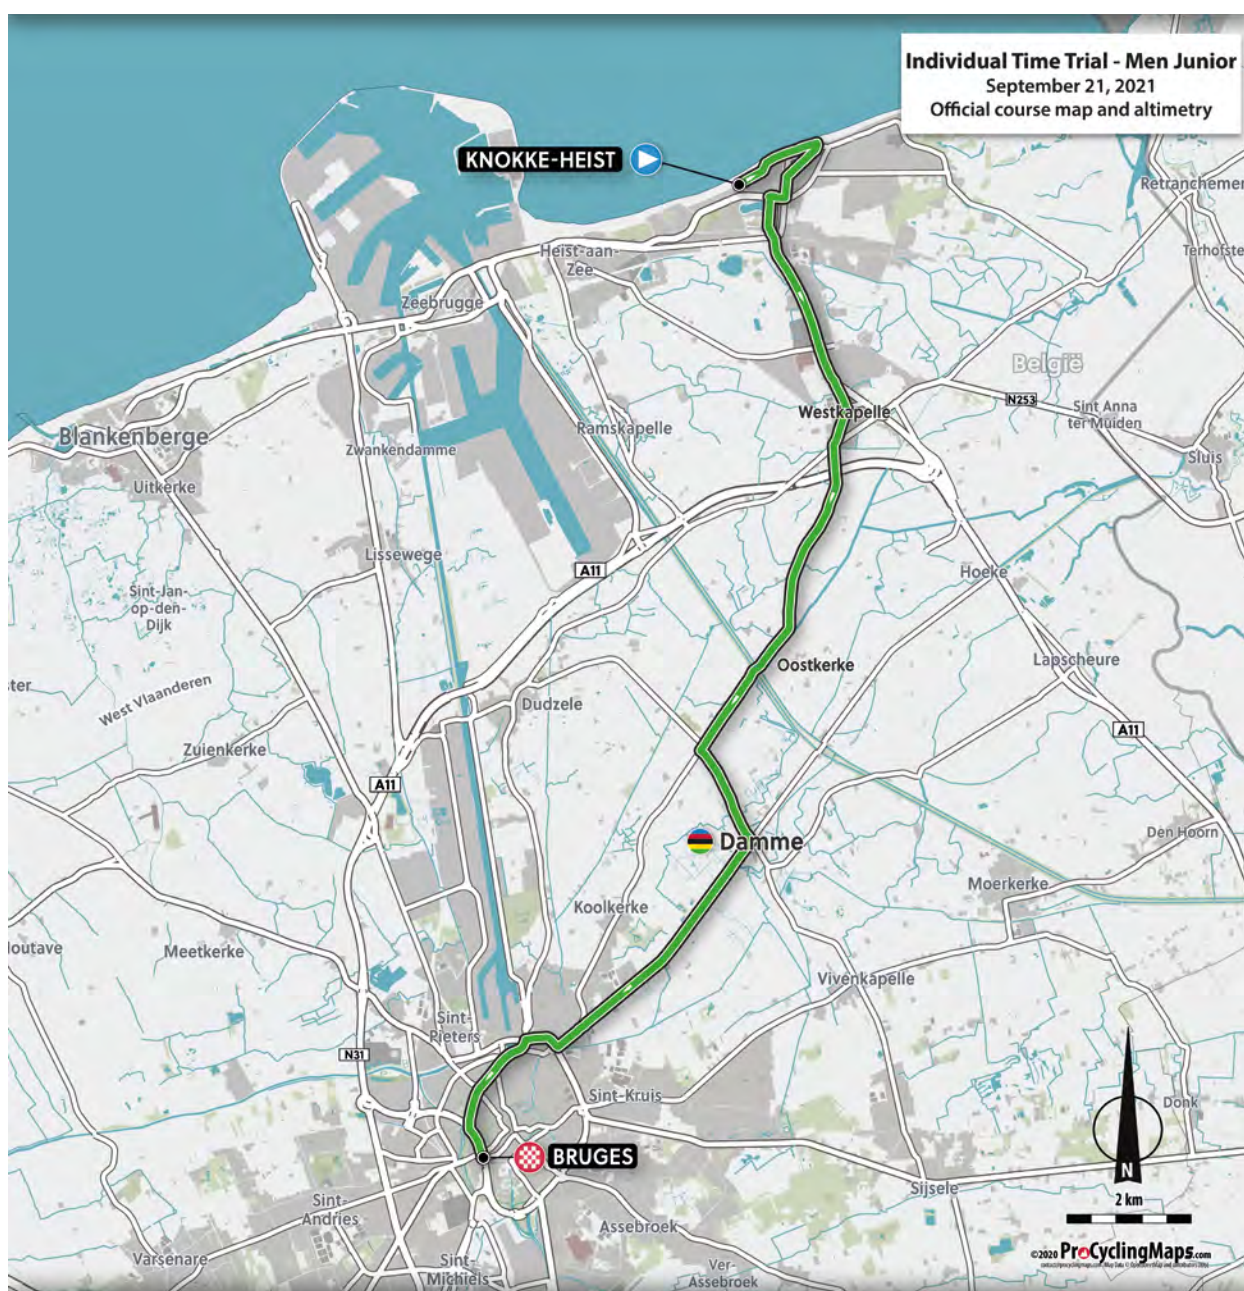 Individual Time Trial - Men Junior
September 21, 2021
Official course map and altimetry
KNOKKE-HEIST
Retranchemen
Heist-aan-
Zee
Terhofste
Zeebrugge
België
N253
Sint Anna
ter Muiden
Westkapelle
Blankenberge
Ramskapelle
Zwankendamme
Sluis
Uitkerke
Lissewege
A11
Hoeke
Sint-Jan-
op-den-
Dijk
Oostkerke
Lapscheure
ster
West Vlaanderen
Dudzele
A11
Zuienkerke
A11
Den Hoorn
Damme
Moerkerke
Koolkerke
Houtave
Meetkerke
Vivenkapelle
Sint-
Pieters
N31
Sint-Kruis
Donk
BRUGES
N
Sijsele
2 km
Sint-
Andries
Assebroek
Varsenare
Sint-
Michiels
Ver-
Assebroek
©2020 ProCyclingMaps.com